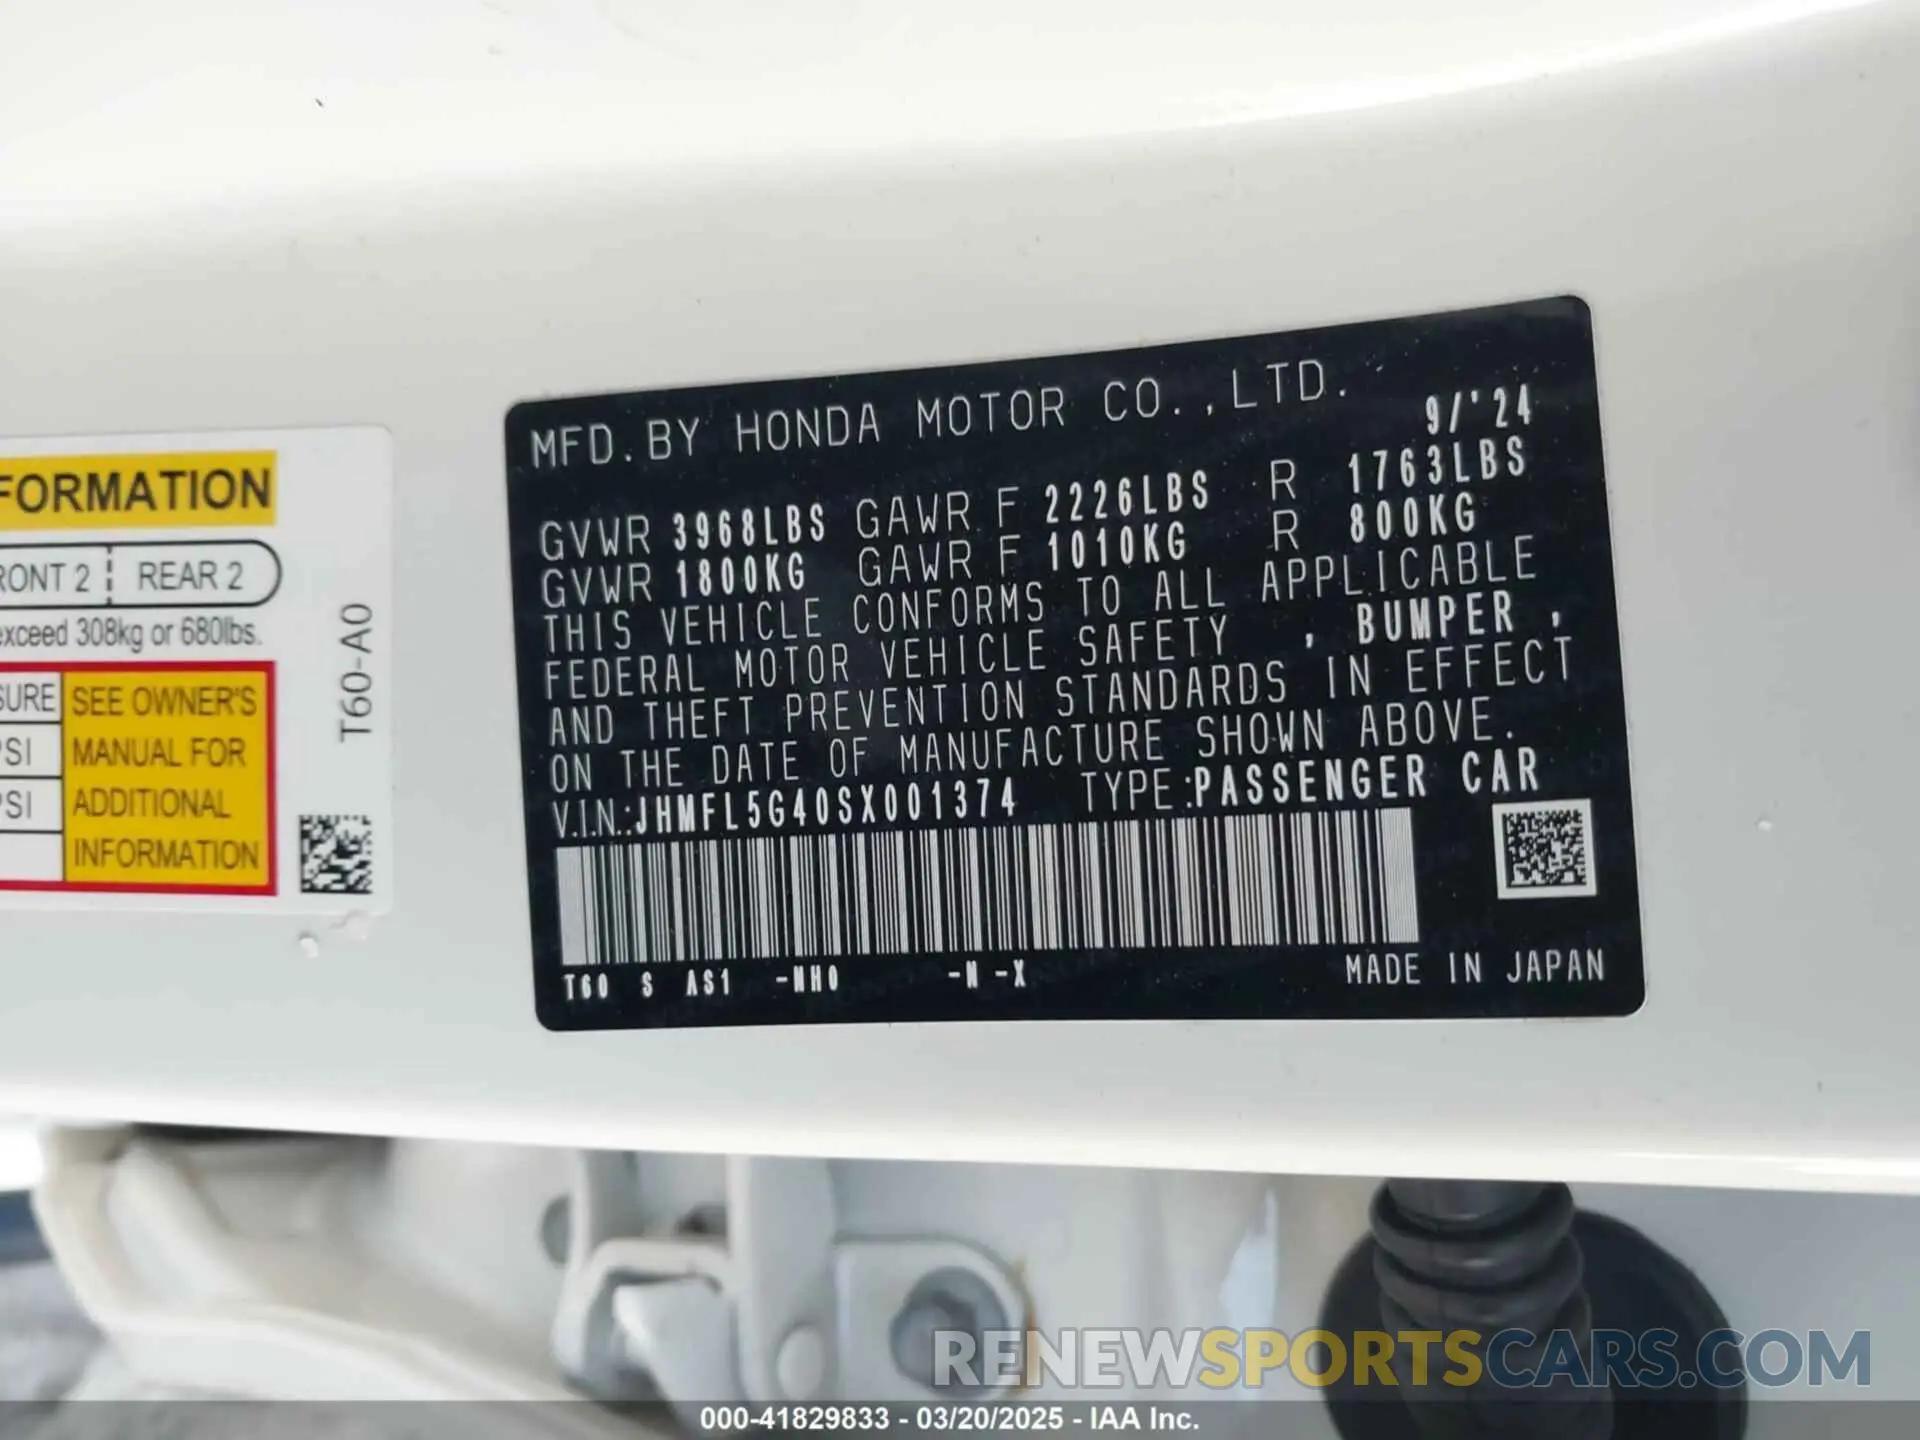 FORMATION
RONT 2 REAR 2
exceed 308kg or 680lbs.
SURE SEE OWNER'S
PSI MANUAL FOR
PSI ADDITIONAL
INFORMATION
T60-A0
MFD.BY HONDA MOTOR CO.,LTD. 9/'24
GVWR 3968LBS GAWR F 2226LBS R 1763LBS
GVWR 1800KG GAWR F 1010KG R 800KG
THIS VEHICLE CONFORMS TO ALL APPLICABLE
FEDERAL MOTOR VEHICLE SAFETY , BUMPER ,
AND THEFT PREVENTION STANDARDS IN EFFECT
ON THE DATE OF MANUFACTURE SHOWN ABOVE.
V.I.N.:JHMFL5G40SX001374 TYPE:PASSENGER CAR
T60 S AS1 -NH0 -N -X MADE IN JAPAN
RENEWSPORTSCARS.COM
000-41829833 - 03/20/2025 - IAA Inc.